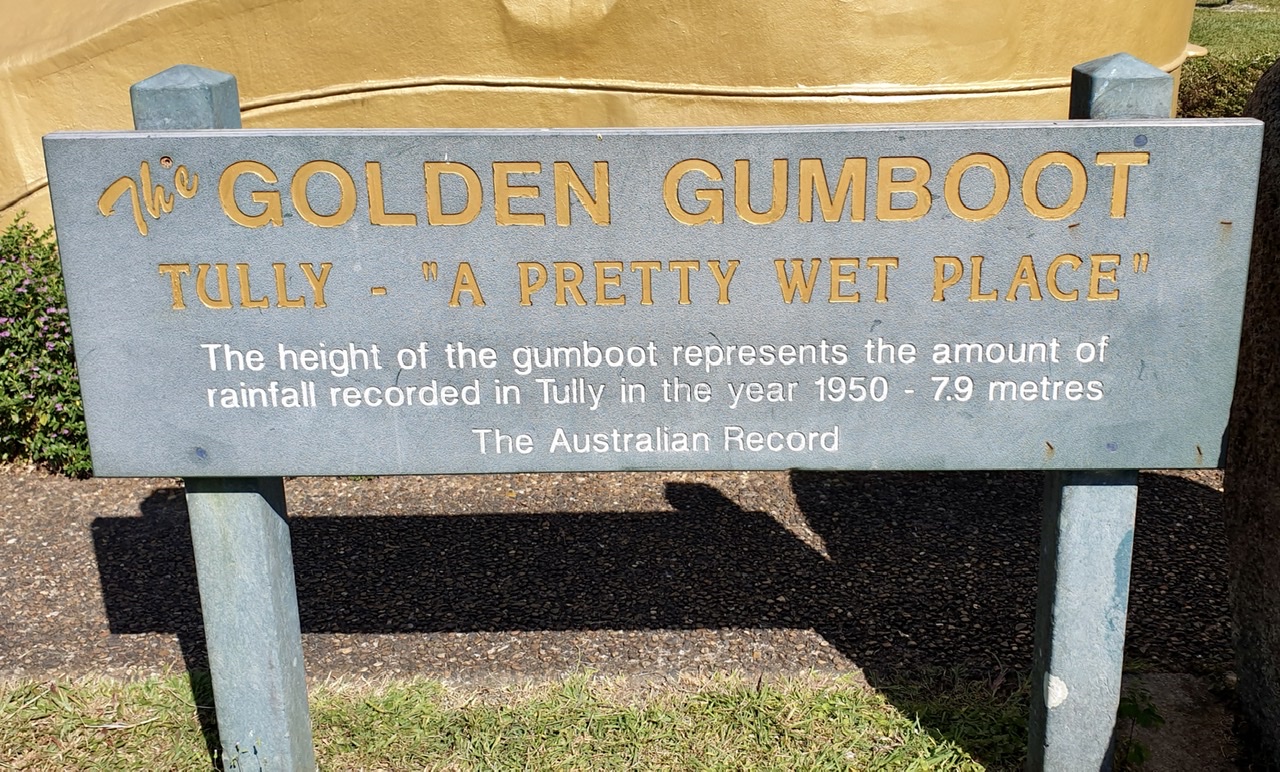 The GOLDEN GUMBOOT
TULLY - "A PRETTY WET PLACE"
The height of the gumboot represents the amount of
rainfall recorded in Tully in the year 1950 - 7.9 metres
The Australian Record